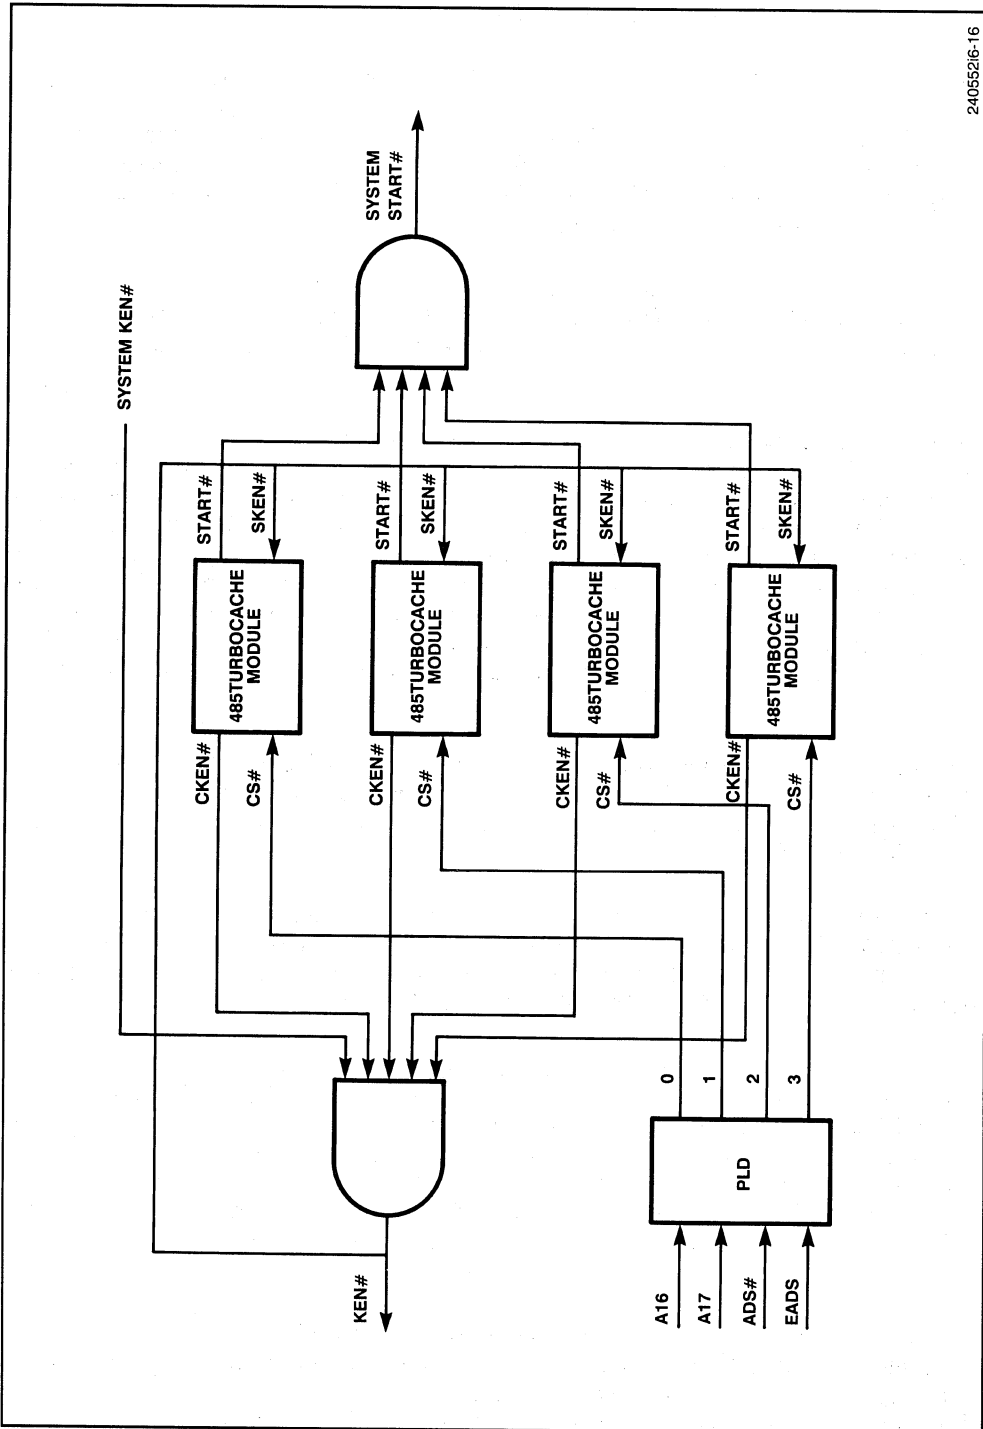 SYSTEM KEN#
SYSTEM
START#
START#
SKEN#
485TURBOCACHE
MODULE
CKEN#
CS#
START#
SKEN#
485TURBOCACHE
MODULE
CKEN#
CS#
START#
SKEN#
485TURBOCACHE
MODULE
CKEN#
CS#
START#
SKEN#
485TURBOCACHE
MODULE
CKEN#
CS#
KEN#
0
1
2
3
PLD
A16
A17
ADS#
EADS
240552i6-16